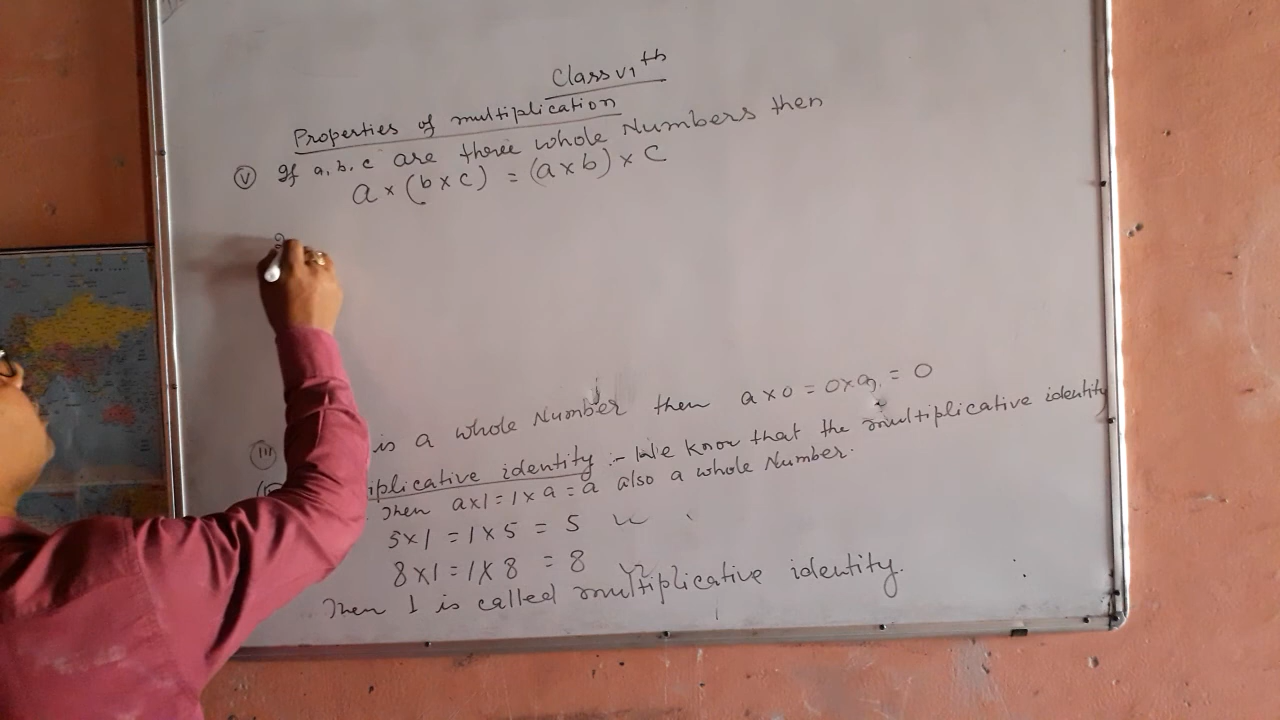 Class VIth
Properties of multiplication
(V) If a, b, c are three whole Numbers then
a × (b × c) = (a × b) × c
2
(III) is a whole Number then a × 0 = 0 × a = 0
iplicative identity :- We know that the multiplicative identity
Then a×1 = 1 × a = a also a whole Number.
5×1 = 1×5 = 5
8×1 = 1×8 = 8
Then 1 is called multiplicative identity.